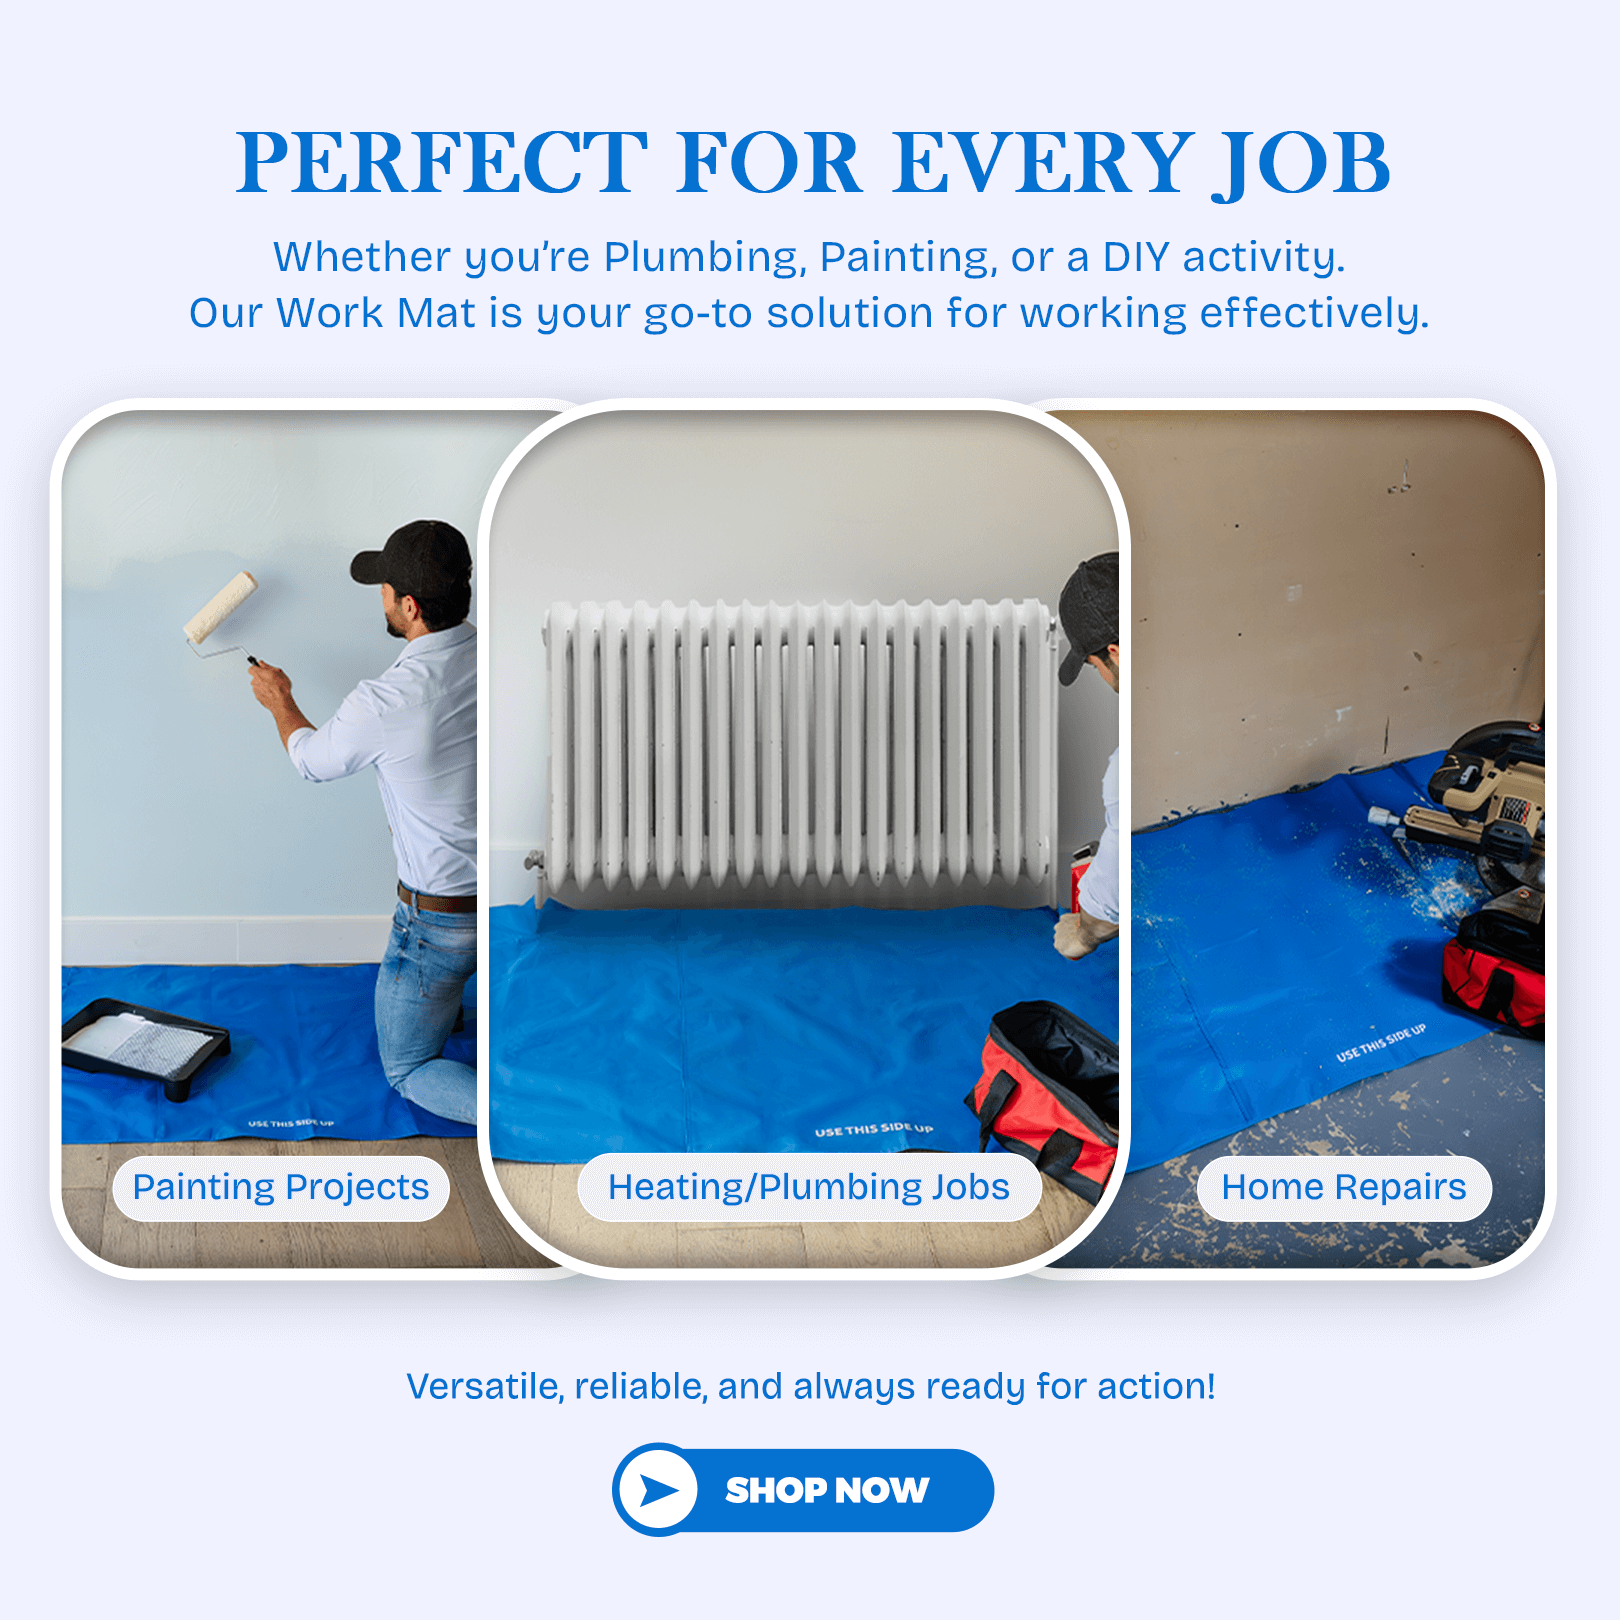 PERFECT FOR EVERY JOB
Whether you’re Plumbing, Painting, or a DIY activity.
Our Work Mat is your go-to solution for working effectively.
USE THIS SIDE UP
USE THIS SIDE UP
USE THIS SIDE UP
Painting Projects
Heating/Plumbing Jobs
Home Repairs
Versatile, reliable, and always ready for action!
SHOP NOW